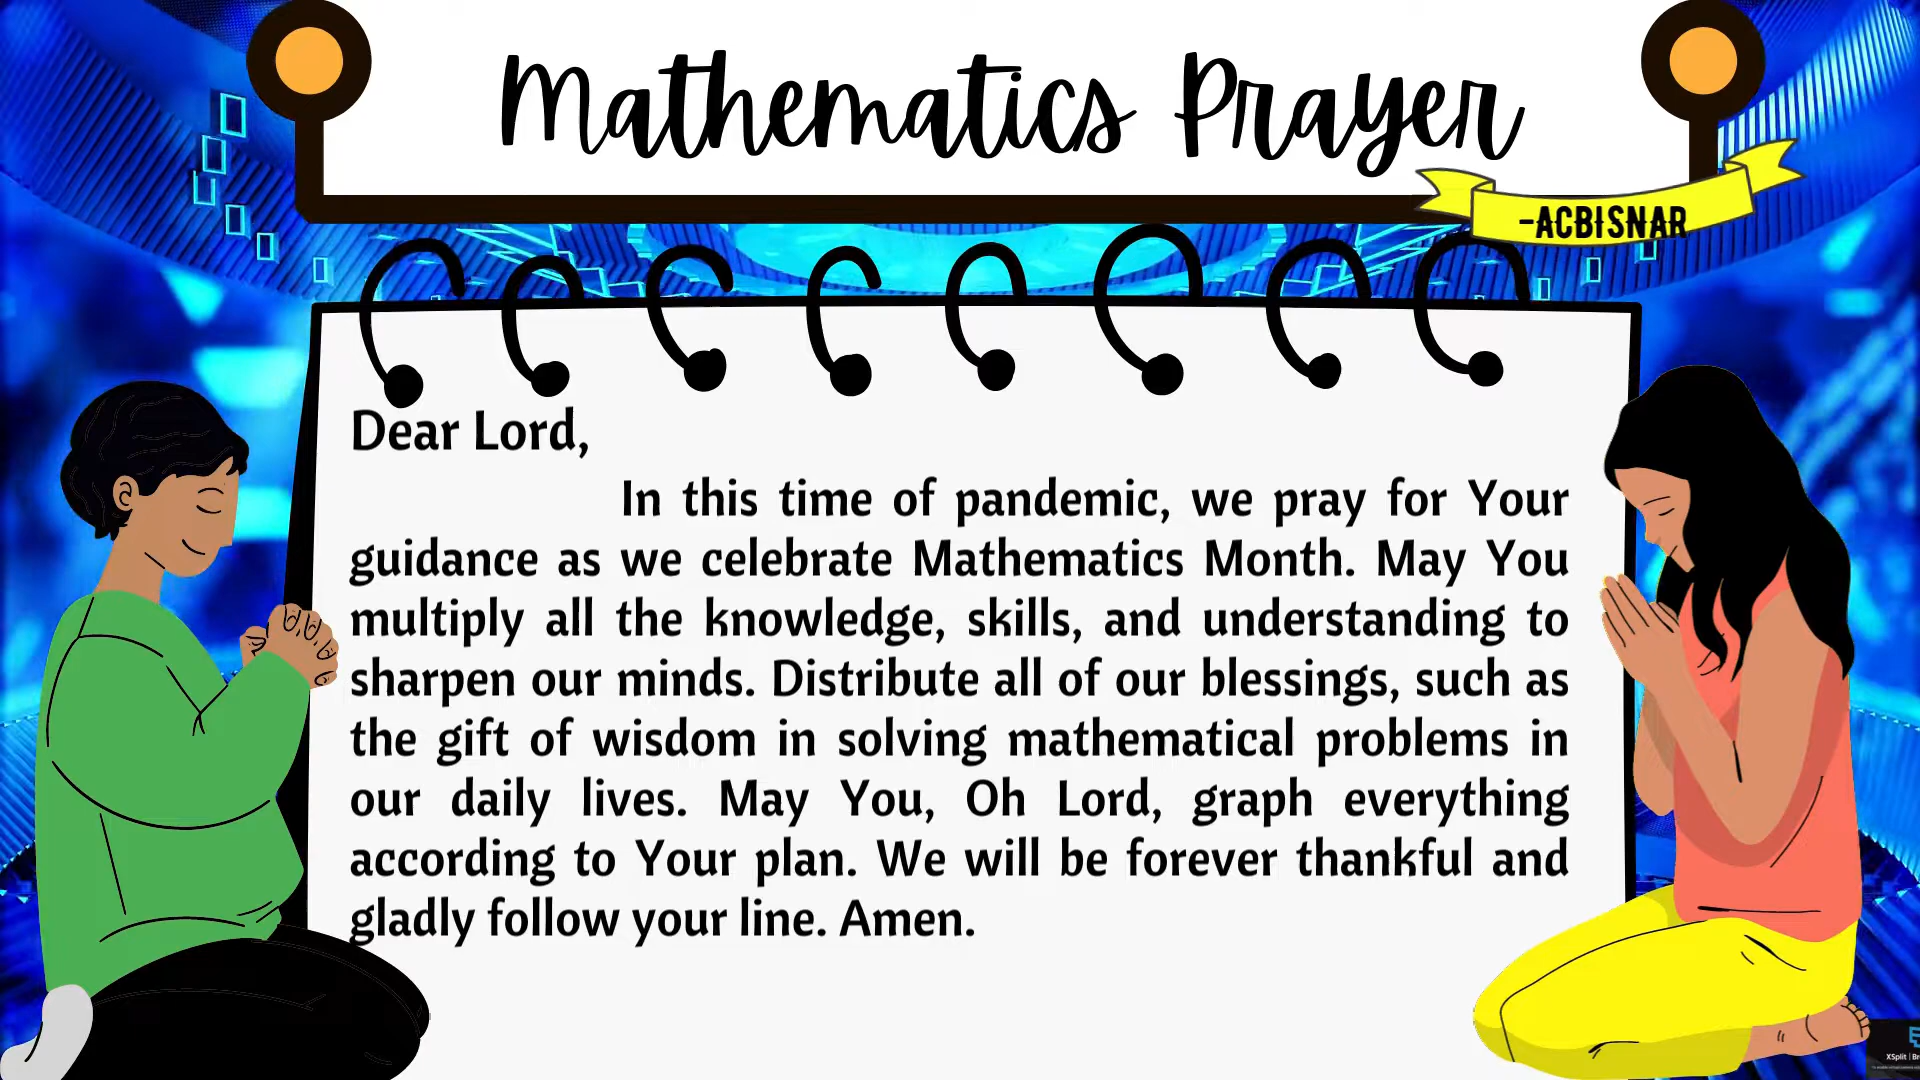 Mathematics Prayer
-ACBISNAR
Dear Lord,
In this time of pandemic, we pray for Your
guidance as we celebrate Mathematics Month. May You
multiply all the knowledge, skills, and understanding to
sharpen our minds. Distribute all of our blessings, such as
the gift of wisdom in solving mathematical problems in
our daily lives. May You, Oh Lord, graph everything
according to Your plan. We will be forever thankful and
gladly follow your line. Amen.
XSplit